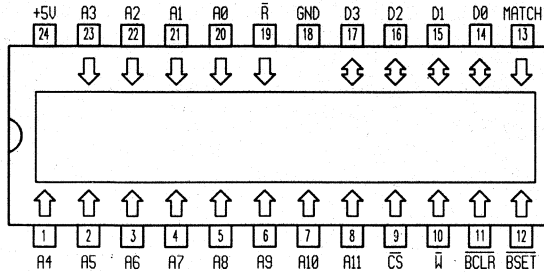 +5V A3 A2 A1 A0 R̅ GND D3 D2 D1 D0 MATCH
24 23 22 21 20 19 18 17 16 15 14 13
1 2 3 4 5 6 7 8 9 10 11 12
A4 A5 A6 A7 A8 A9 A10 A11 C̅S̅ W̅ B̅C̅L̅R̅ B̅S̅E̅T̅